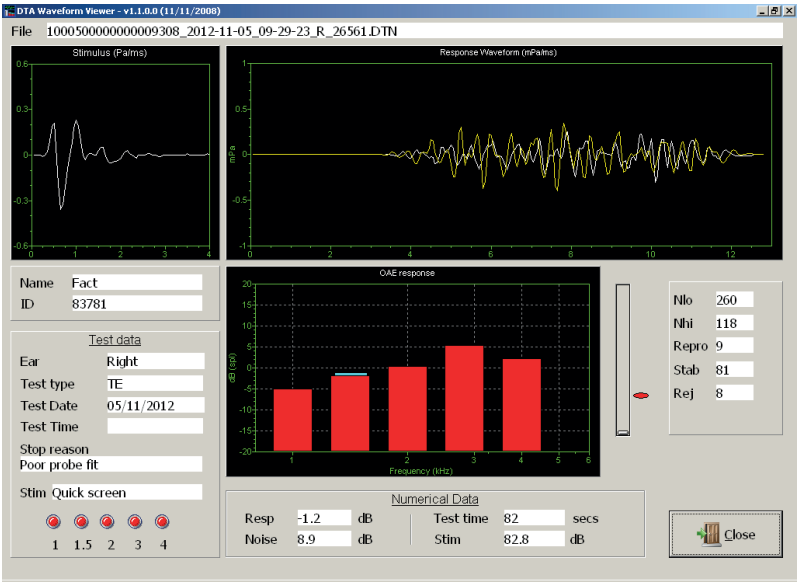 DTA Waveform Viewer - v1.1.0.0 (11/11/2008)
File 1000500000000009308_2012-11-05_09-29-23_R_26561.DTN
Stimulus (Pa/ms)
0.6
0.3
0
-0.3
-0.6
0 1 2 3 4
Response Waveform (mPa/ms)
mPa
1
0.5
0
-0.5
-1
0 2 4 6 8 10 12
Name Fact
ID 83781
Test data
Ear Right
Test type TE
Test Date 05/11/2012
Test Time
Stop reason
Poor probe fit
Stim Quick screen
1 1.5 2 3 4
OAE response
dB (spl)
20
15
10
5
0
-5
-10
-15
-20
1 2 3 4 5 6
Frequency (kHz)
Nlo 260
Nhi 118
Repro 9
Stab 81
Rej 8
Numerical Data
Resp -1.2 dB Test time 82 secs
Noise 8.9 dB Stim 82.8 dB
Close